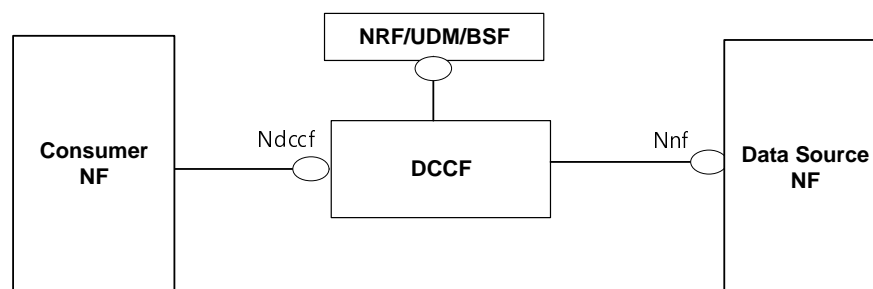 NRF/UDM/BSF
Consumer
NF
Ndccf
DCCF
Nnf
Data Source
NF